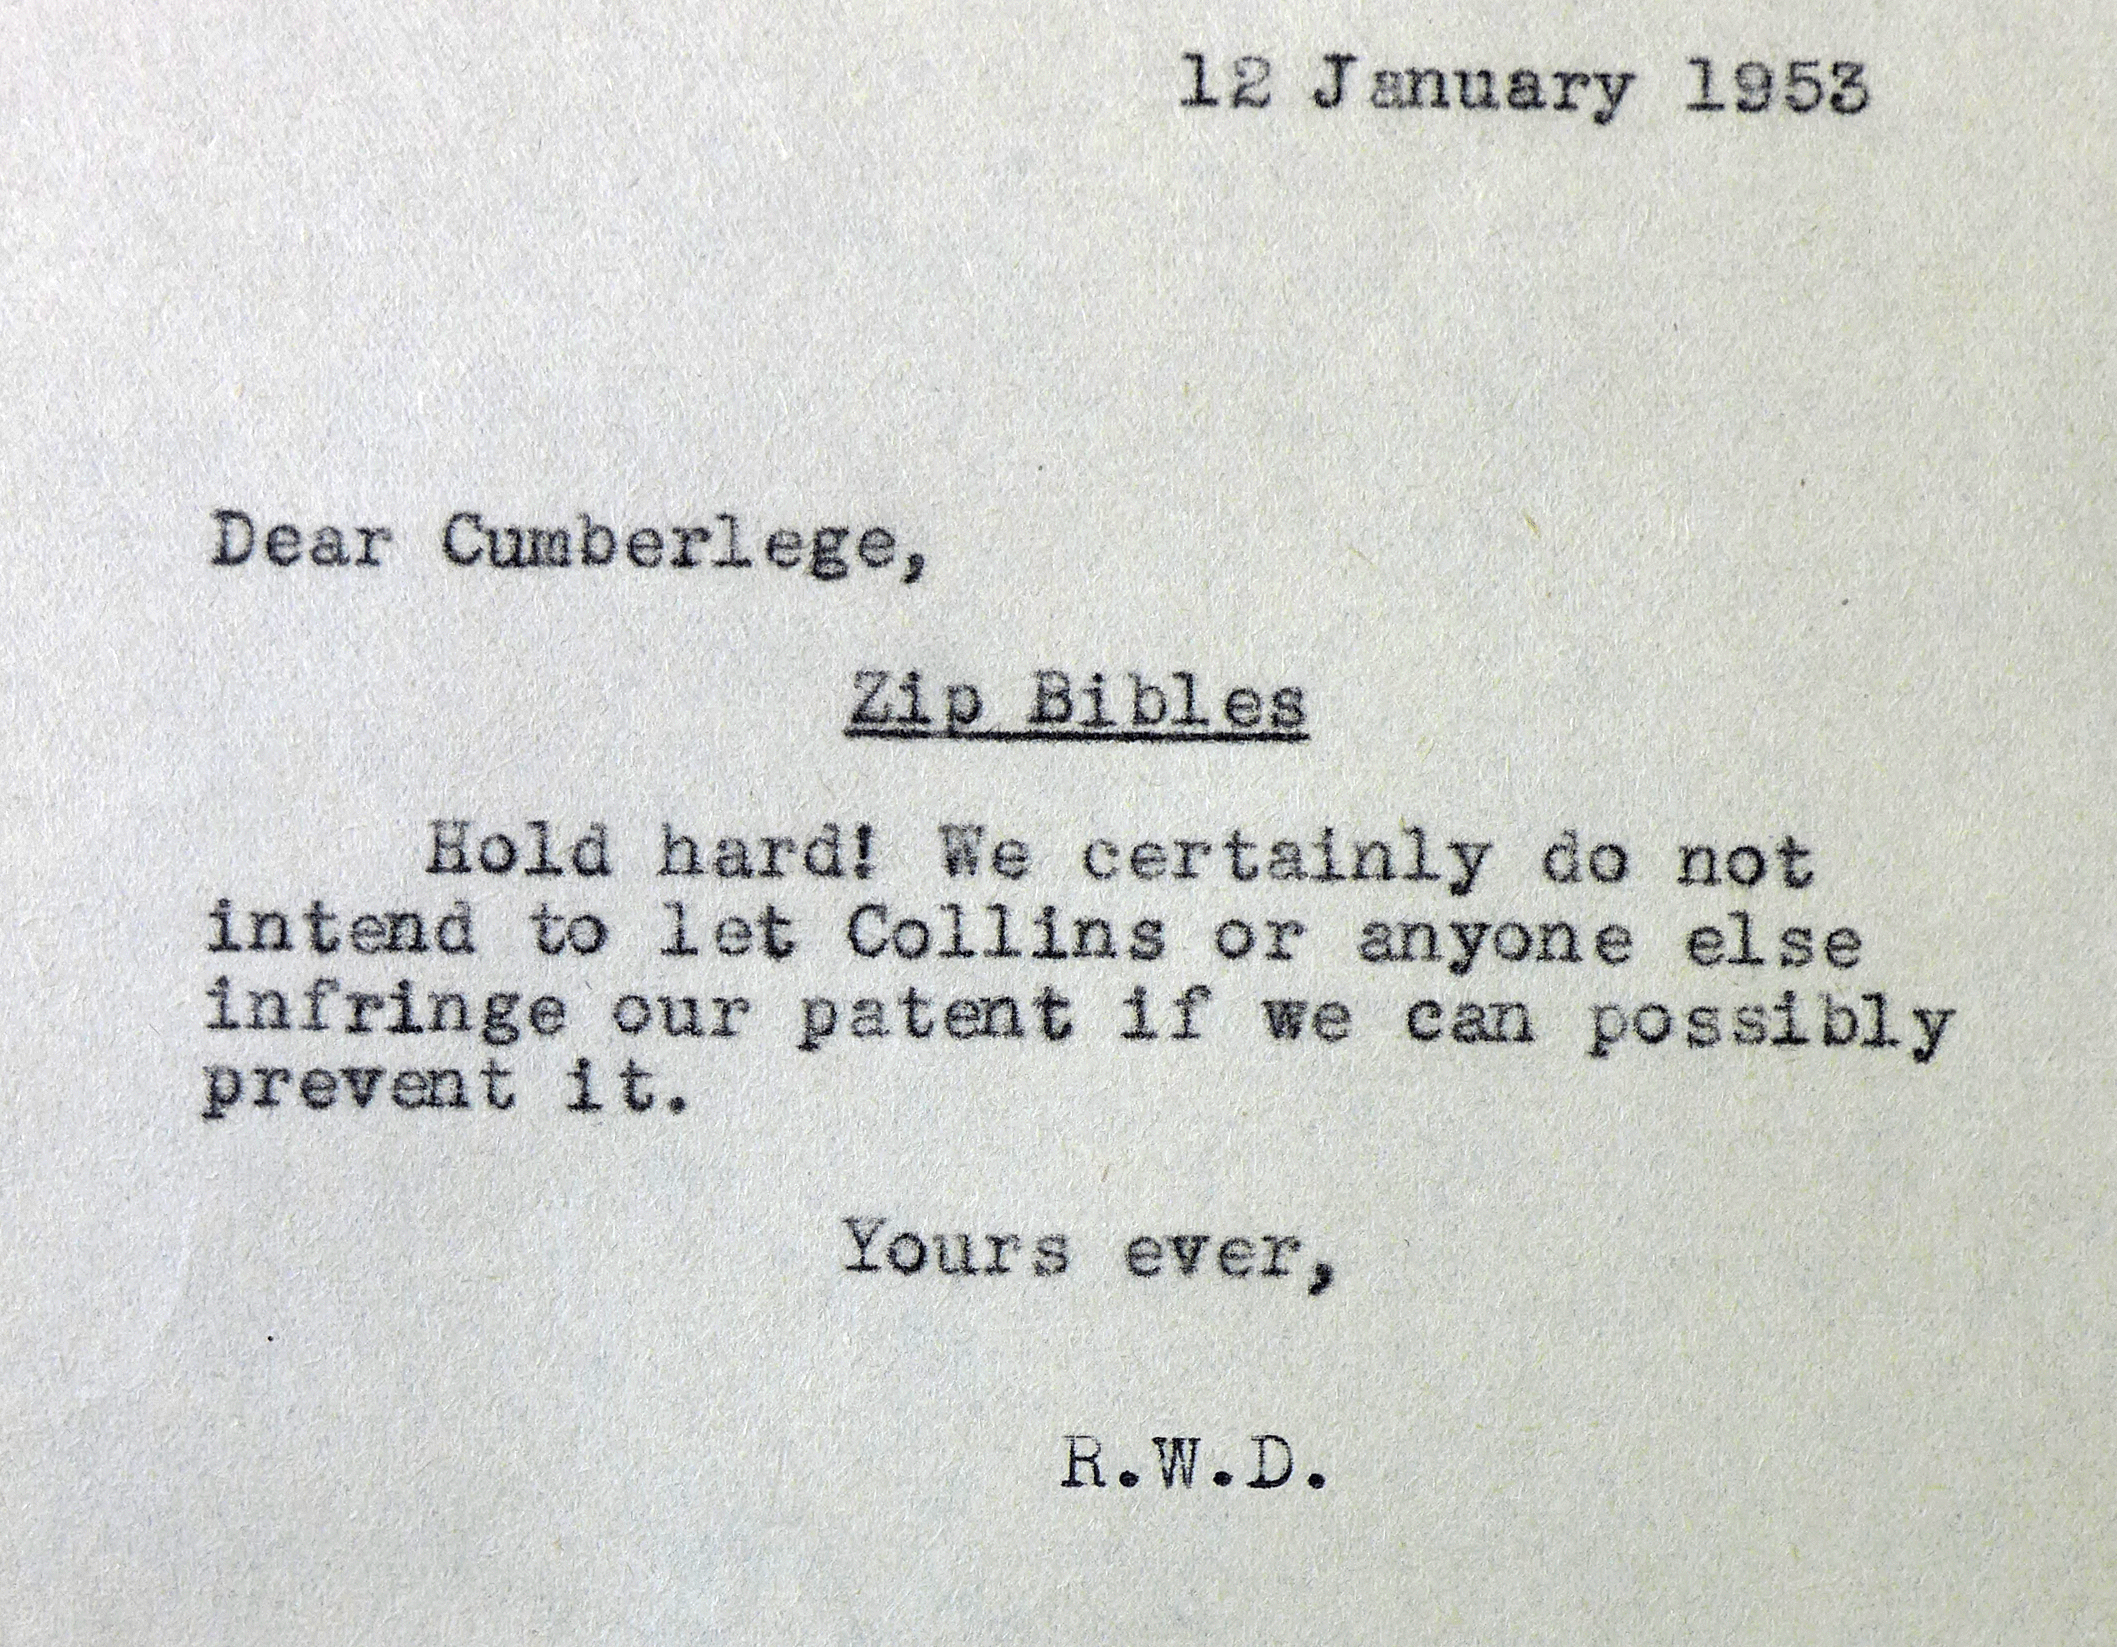 12 January 1953
Dear Cumberlege,
Zip Bibles
Hold hard! We certainly do not
intend to let Collins or anyone else
infringe our patent if we can possibly
prevent it.
Yours ever,
R.W.D.